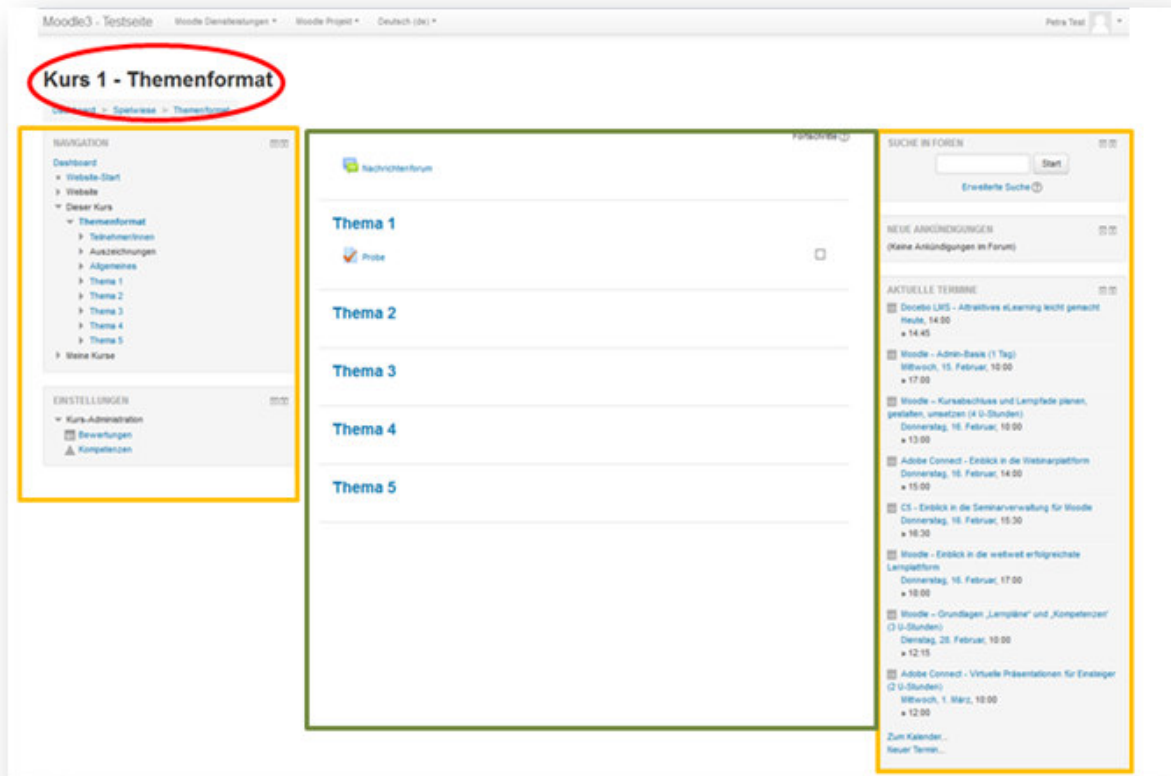 Moodle3 - Testseite Moodle Dienstleistungen Moodle Projekt Deutsch (de) Petra Test
Kurs 1 - Themenformat
Dashboard > Spielwiese > Themenformat
NAVIGATION
Dashboard
Website-Start
Website
Dieser Kurs
Themenformat
Teilnehmer/innen
Auszeichnungen
Allgemeines
Thema 1
Thema 2
Thema 3
Thema 4
Thema 5
Meine Kurse
EINSTELLUNGEN
Kurs-Administration
Bewertungen
Kompetenzen
Fortschritte
Nachrichtenforum
Thema 1
Probe
Thema 2
Thema 3
Thema 4
Thema 5
SUCHE IN FOREN
Start
Erweiterte Suche
NEUE ANKÜNDIGUNGEN
(Keine Ankündigungen im Forum)
AKTUELLE TERMINE
Docebo LMS - Attraktives eLearning leicht gemacht
Heute, 14:00
» 14:45
Moodle - Admin-Basis (1 Tag)
Mittwoch, 15. Februar, 10:00
» 17:00
Moodle – Kursabschluss und Lernpfade planen,
gestalten, umsetzen (4 U-Stunden)
Donnerstag, 16. Februar, 10:00
» 13:00
Adobe Connect - Einblick in die Webinarplattform
Donnerstag, 16. Februar, 14:00
» 15:00
CS - Einblick in die Seminarverwaltung für Moodle
Donnerstag, 16. Februar, 15:30
» 16:30
Moodle - Einblick in die weltweit erfolgreichste
Lernplattform
Donnerstag, 16. Februar, 17:00
» 18:00
Moodle – Grundlagen „Lernpläne" und „Kompetenzen"
(3 U-Stunden)
Dienstag, 28. Februar, 10:00
» 12:15
Adobe Connect - Virtuelle Präsentationen für Einsteiger
(2 U-Stunden)
Mittwoch, 1. März, 10:00
» 12:00
Zum Kalender...
Neuer Termin...